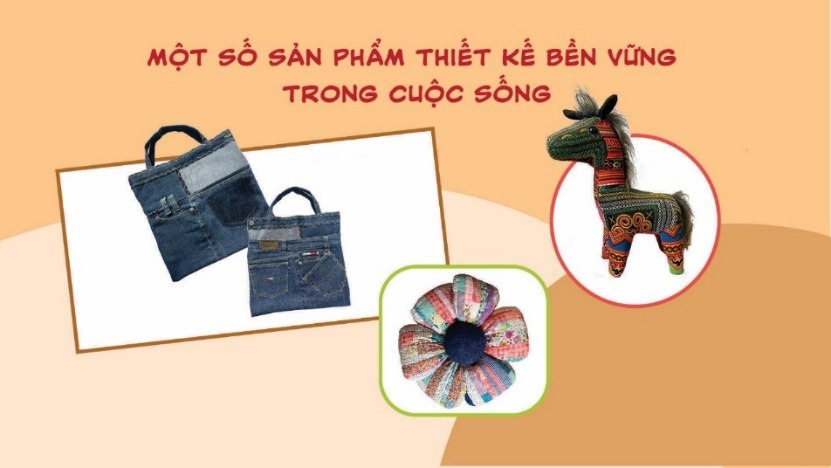 MỘT SỐ SẢN PHẨM THIẾT KẾ BỀN VỮNG
TRONG CUỘC SỐNG